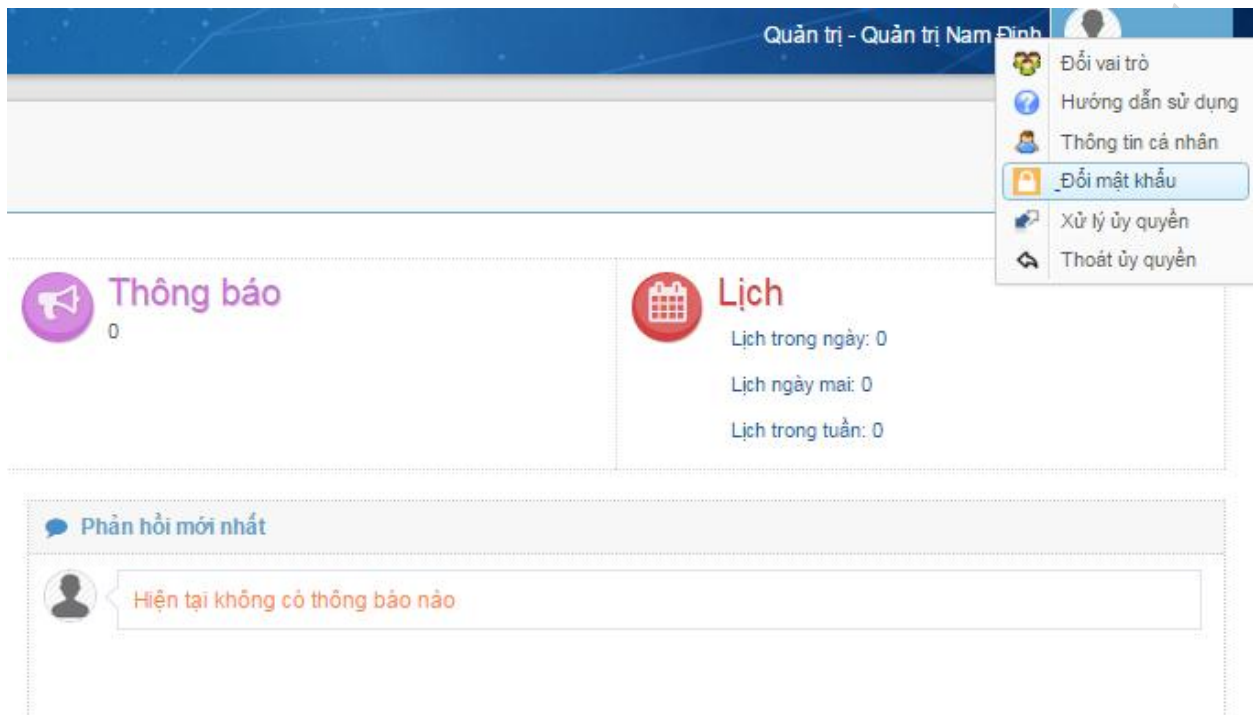 Quản trị - Quản trị Nam Định
Đổi vai trò
Hướng dẫn sử dụng
Thông tin cá nhân
Đổi mật khẩu
Xử lý ủy quyền
Thoát ủy quyền
Thông báo
0
Lịch
Lịch trong ngày: 0
Lịch ngày mai: 0
Lịch trong tuần: 0
Phản hồi mới nhất
Hiện tại không có thông báo nào